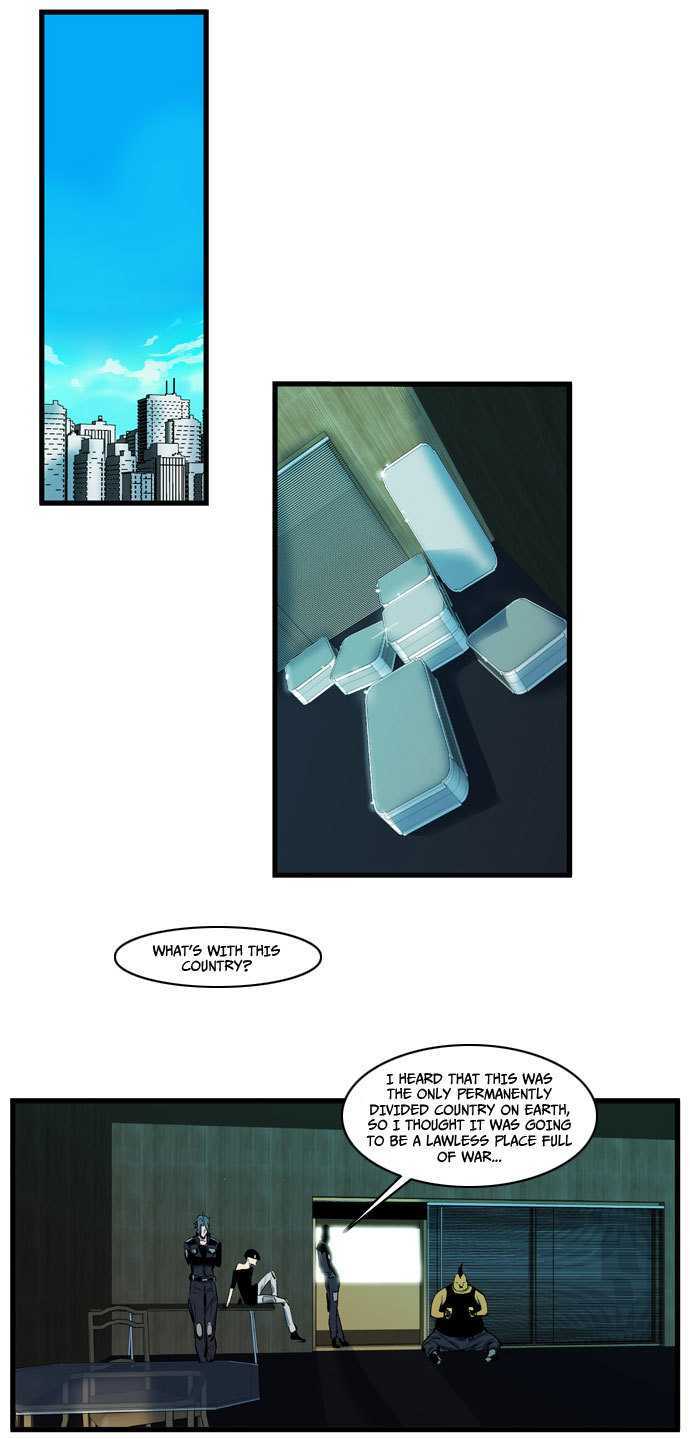 WHAT'S WITH THIS
COUNTRY?
I HEARD THAT THIS WAS
THE ONLY PERMANENTLY
DIVIDED COUNTRY ON EARTH,
SO I THOUGHT IT WAS GOING
TO BE A LAWLESS PLACE FULL
OF WAR...